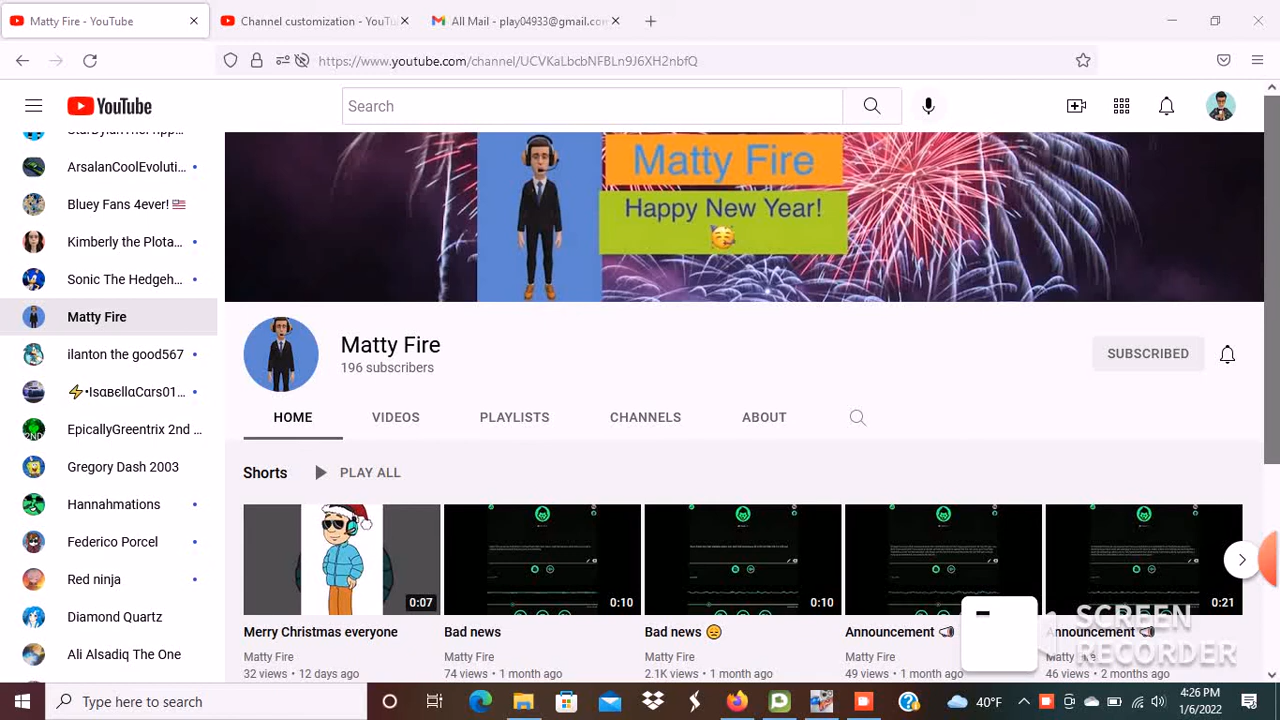 Matty Fire - YouTube
Channel customization - YouTu
All Mail - play04933@gmail.com
https://www.youtube.com/channel/UCVKaLbcbNFBLn9J6XH2nbfQ
YouTube
Search
ArsalanCoolEvoluti...
Bluey Fans 4ever! 🇺🇸
Kimberly the Plota...
Sonic The Hedgeh...
Matty Fire
ilanton the good567
⚡•IsɑвєllɑCɑrs01...
EpicallyGreentrix 2nd ...
Gregory Dash 2003
Hannahmations
Federico Porcel
Red ninja
Diamond Quartz
Ali Alsadiq The One
Matty Fire
Happy New Year!
🥳
Matty Fire
196 subscribers
SUBSCRIBED
HOME VIDEOS PLAYLISTS CHANNELS ABOUT
Shorts PLAY ALL
0:07
Merry Christmas everyone
Matty Fire
32 views • 12 days ago
0:10
Bad news
Matty Fire
74 views • 1 month ago
0:10
Bad news 😞
Matty Fire
2.1K views • 1 month ago
Announcement 📢
Matty Fire
49 views • 1 month ago
0:21
Announcement 📢
Matty Fire
46 views • 1 month ago
SCREEN
RECORDER
Type here to search
40°F
4:26 PM
1/6/2022